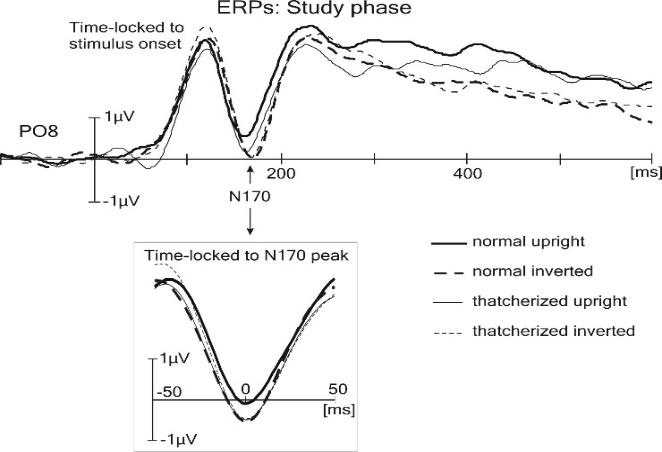 ERPs: Study phase
Time-locked to
stimulus onset
PO8
1µV
-1µV
N170
200
400
[ms]
Time-locked to N170 peak
1µV
-50
0
50
[ms]
-1µV
normal upright
normal inverted
thatcherized upright
thatcherized inverted